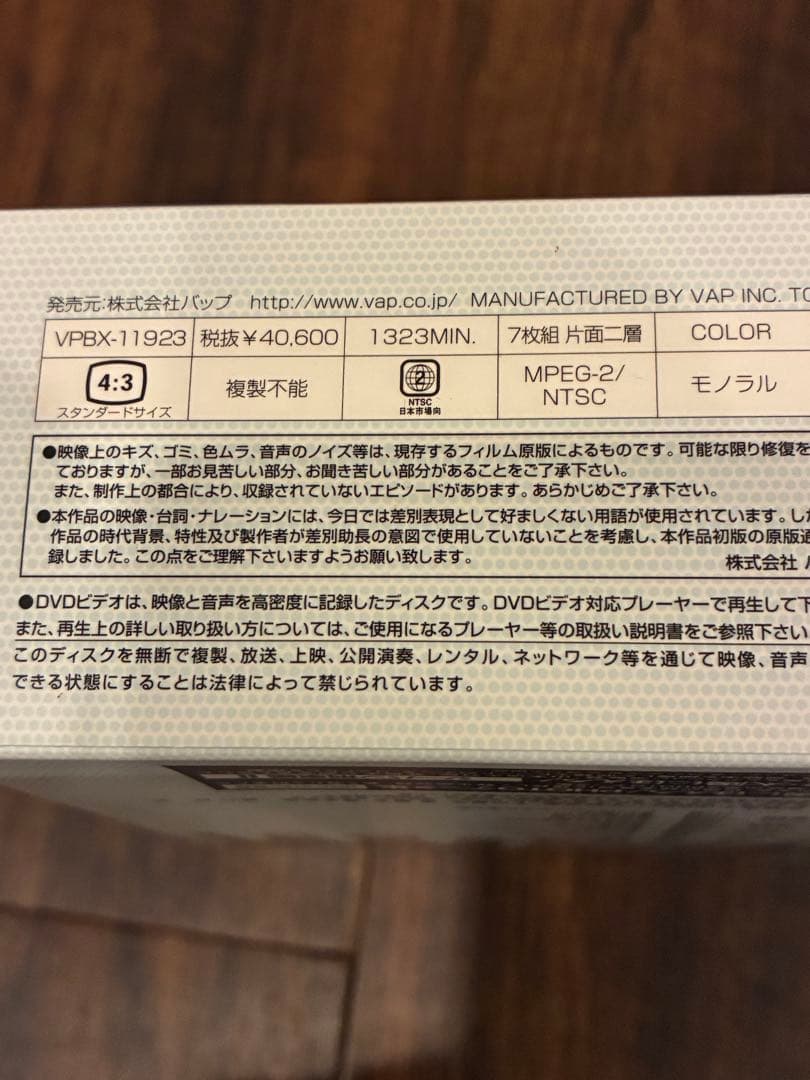 発売元:株式会社バップ http://www.vap.co.jp/ MANUFACTURED BY VAP INC. TO
VPBX-11923 税抜¥40,600 1323MIN. 7枚組 片面二層 COLOR
4:3 スタンダードサイズ 複製不能 2 NTSC 日本市場向 MPEG-2/NTSC モノラル
●映像上のキズ、ゴミ、色ムラ、音声のノイズ等は、現存するフィルム原版によるものです。可能な限り修復を
ておりますが、一部お見苦しい部分、お聞き苦しい部分があることをご了承下さい。
また、制作上の都合により、収録されていないエピソードがあります。あらかじめご了承下さい。
●本作品の映像・台詞・ナレーションには、今日では差別表現として好ましくない用語が使用されています。した
作品の時代背景、特性及び製作者が差別助長の意図で使用していないことを考慮し、本作品初版の原版通
録しました。この点をご理解下さいますようお願い致します。
株式会社
●DVDビデオは、映像と音声を高密度に記録したディスクです。DVDビデオ対応プレーヤーで再生して下
また、再生上の詳しい取り扱い方については、ご使用になるプレーヤー等の取扱い説明書をご参照下さい
このディスクを無断で複製、放送、上映、公開演奏、レンタル、ネットワーク等を通じて映像、音声
できる状態にすることは法律によって禁じられています。